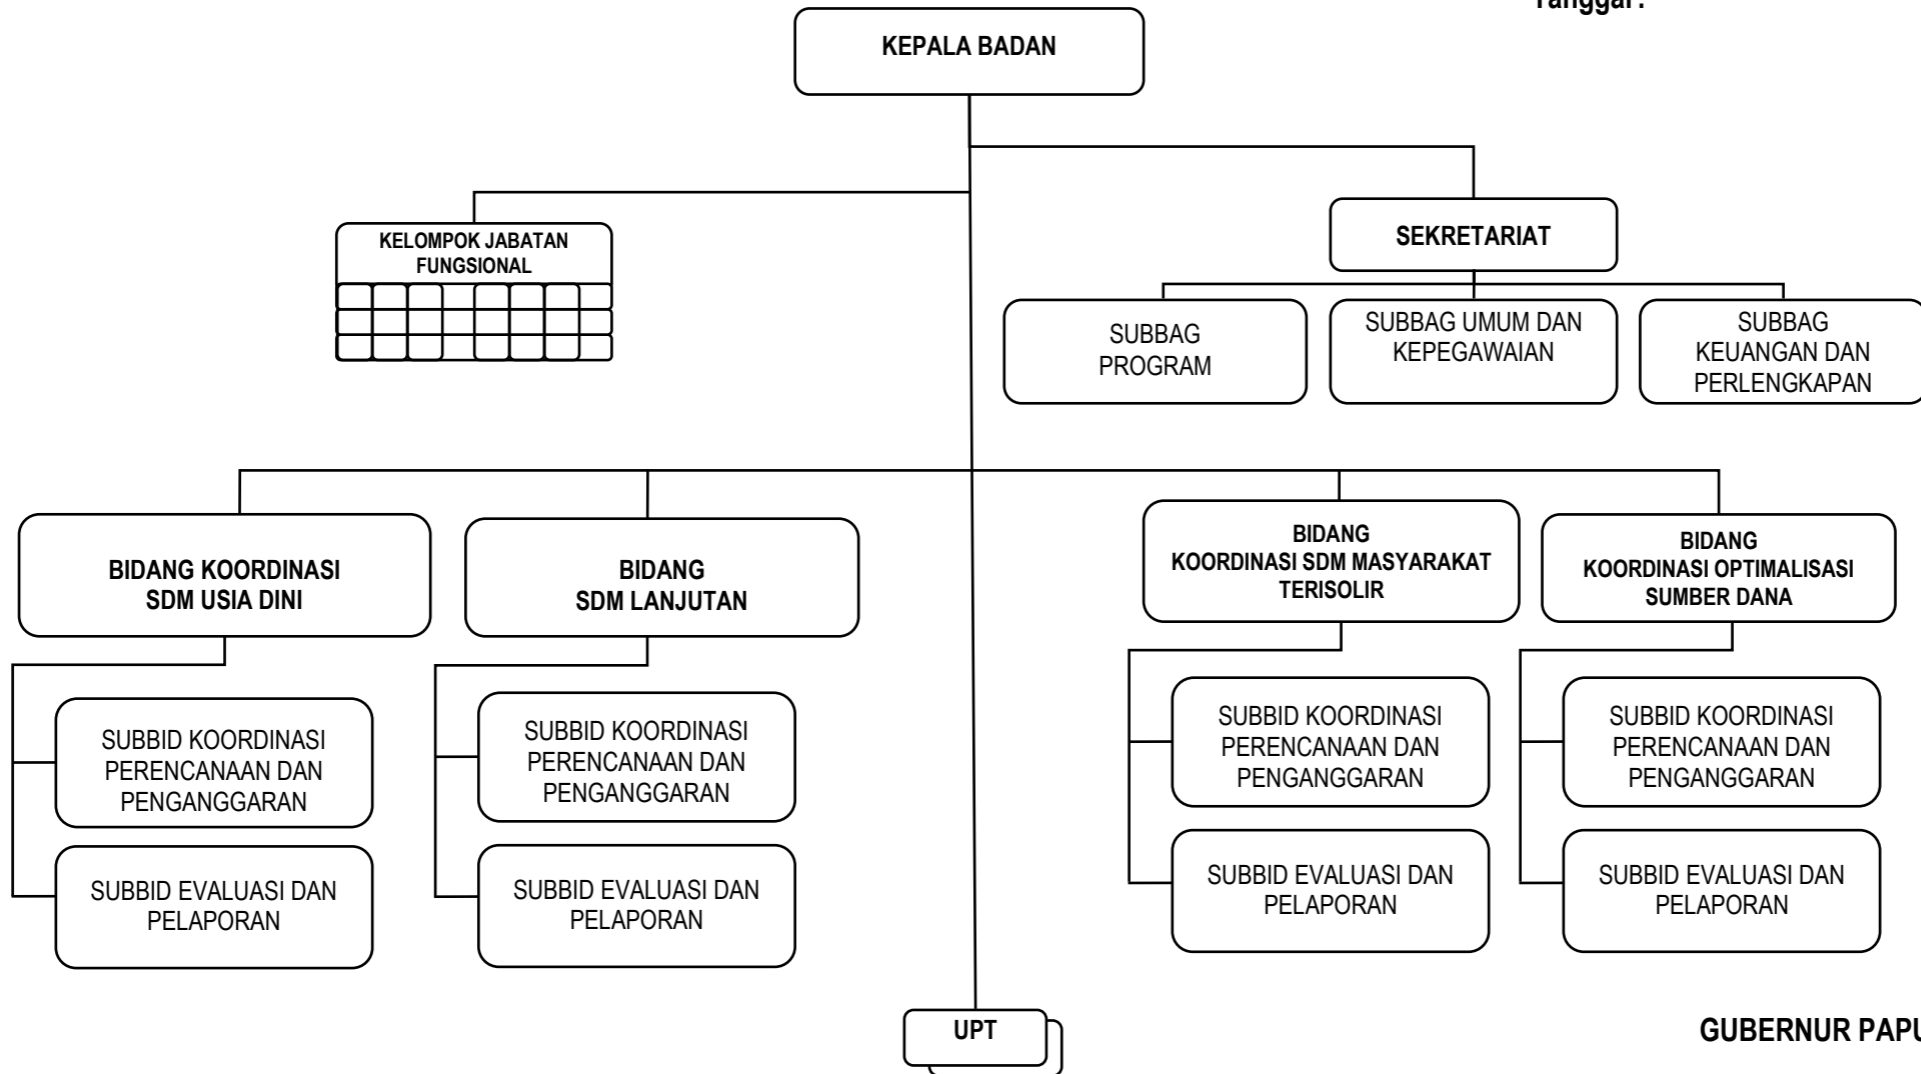 Tanggal :
KEPALA BADAN
KELOMPOK JABATAN
FUNGSIONAL
SEKRETARIAT
SUBBAG
PROGRAM
SUBBAG UMUM DAN
KEPEGAWAIAN
SUBBAG
KEUANGAN DAN
PERLENGKAPAN
BIDANG KOORDINASI
SDM USIA DINI
BIDANG
SDM LANJUTAN
BIDANG
KOORDINASI SDM MASYARAKAT
TERISOLIR
BIDANG
KOORDINASI OPTIMALISASI
SUMBER DANA
SUBBID KOORDINASI
PERENCANAAN DAN
PENGANGGARAN
SUBBID KOORDINASI
PERENCANAAN DAN
PENGANGGARAN
SUBBID KOORDINASI
PERENCANAAN DAN
PENGANGGARAN
SUBBID KOORDINASI
PERENCANAAN DAN
PENGANGGARAN
SUBBID EVALUASI DAN
PELAPORAN
SUBBID EVALUASI DAN
PELAPORAN
SUBBID EVALUASI DAN
PELAPORAN
SUBBID EVALUASI DAN
PELAPORAN
UPT
GUBERNUR PAPU